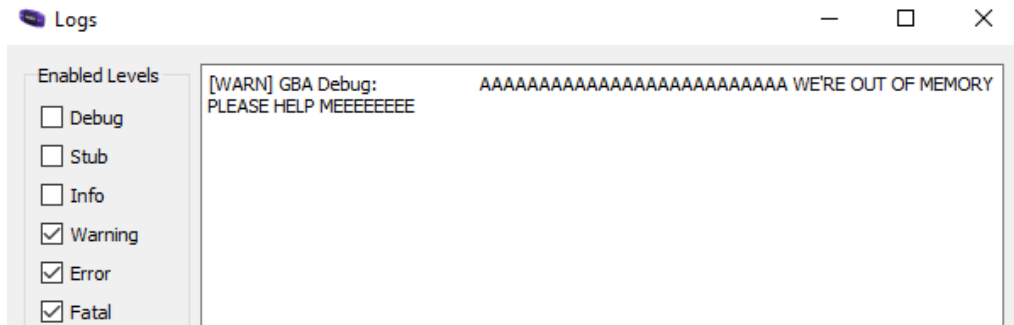 Logs
Enabled Levels
Debug
Stub
Info
Warning
Error
Fatal
[WARN] GBA Debug: AAAAAAAAAAAAAAAAAAAAAAAAAA WE'RE OUT OF MEMORY
PLEASE HELP MEEEEEEEE